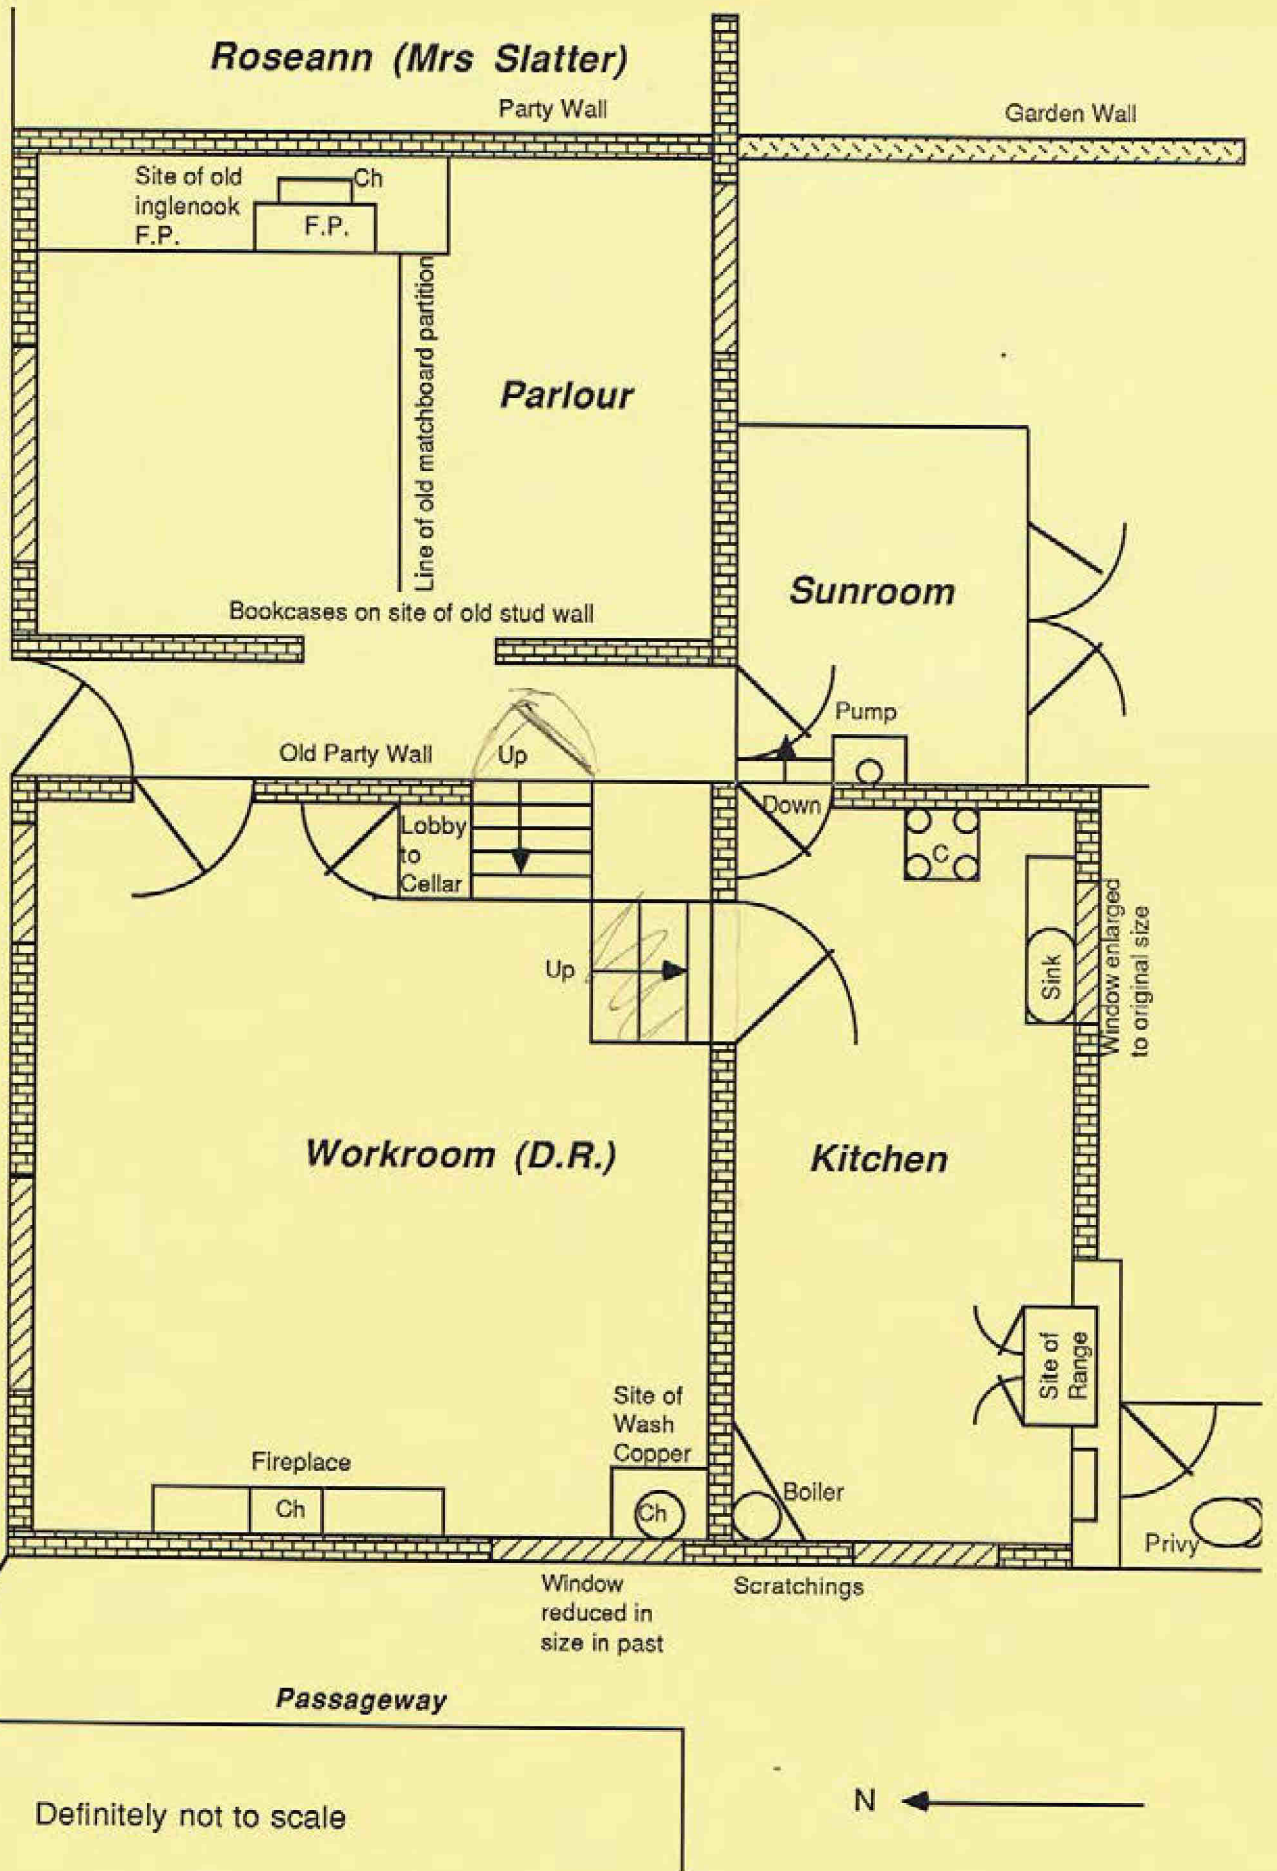 Roseann (Mrs Slatter)
Party Wall
Garden Wall
Site of old
inglenook
F.P.
Ch
F.P.
Line of old matchboard partition
Parlour
Sunroom
Bookcases on site of old stud wall
Pump
Old Party Wall
Up
Down
Lobby
to
Cellar
C
Window enlarged
to original size
Sink
Up
Workroom (D.R.)
Kitchen
Site of
Range
Site of
Wash
Copper
Fireplace
Ch
Ch
Boiler
Privy
Window
reduced in
size in past
Scratchings
Passageway
Definitely not to scale
N